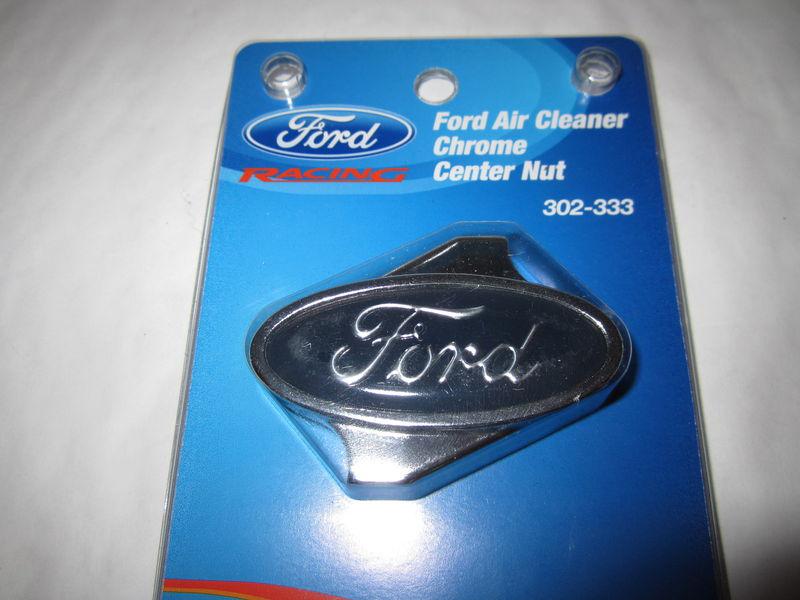 Ford
RACING
Ford Air Cleaner
Chrome
Center Nut
302-333
Ford